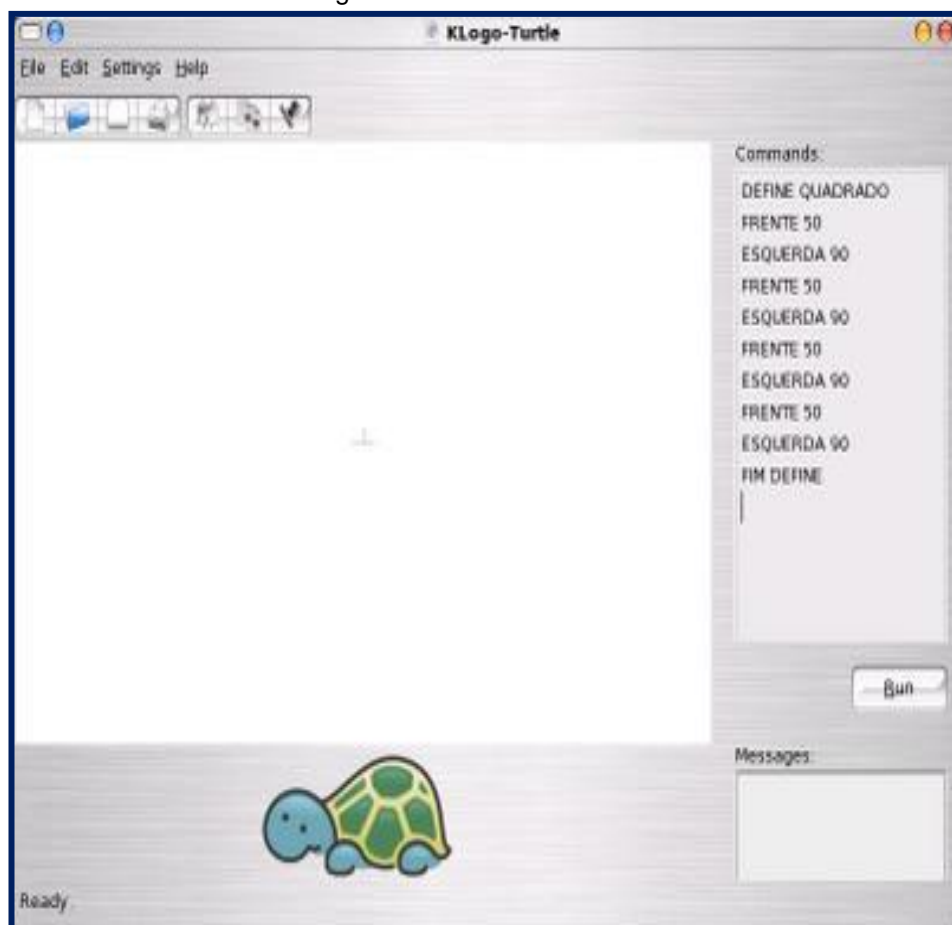 KLogo-Turtle
File Edit Settings Help
Commands:
DEFINE QUADRADO
FRENTE 50
ESQUERDA 90
FRENTE 50
ESQUERDA 90
FRENTE 50
ESQUERDA 90
FRENTE 50
ESQUERDA 90
FIM DEFINE
Run
Messages:
Ready.